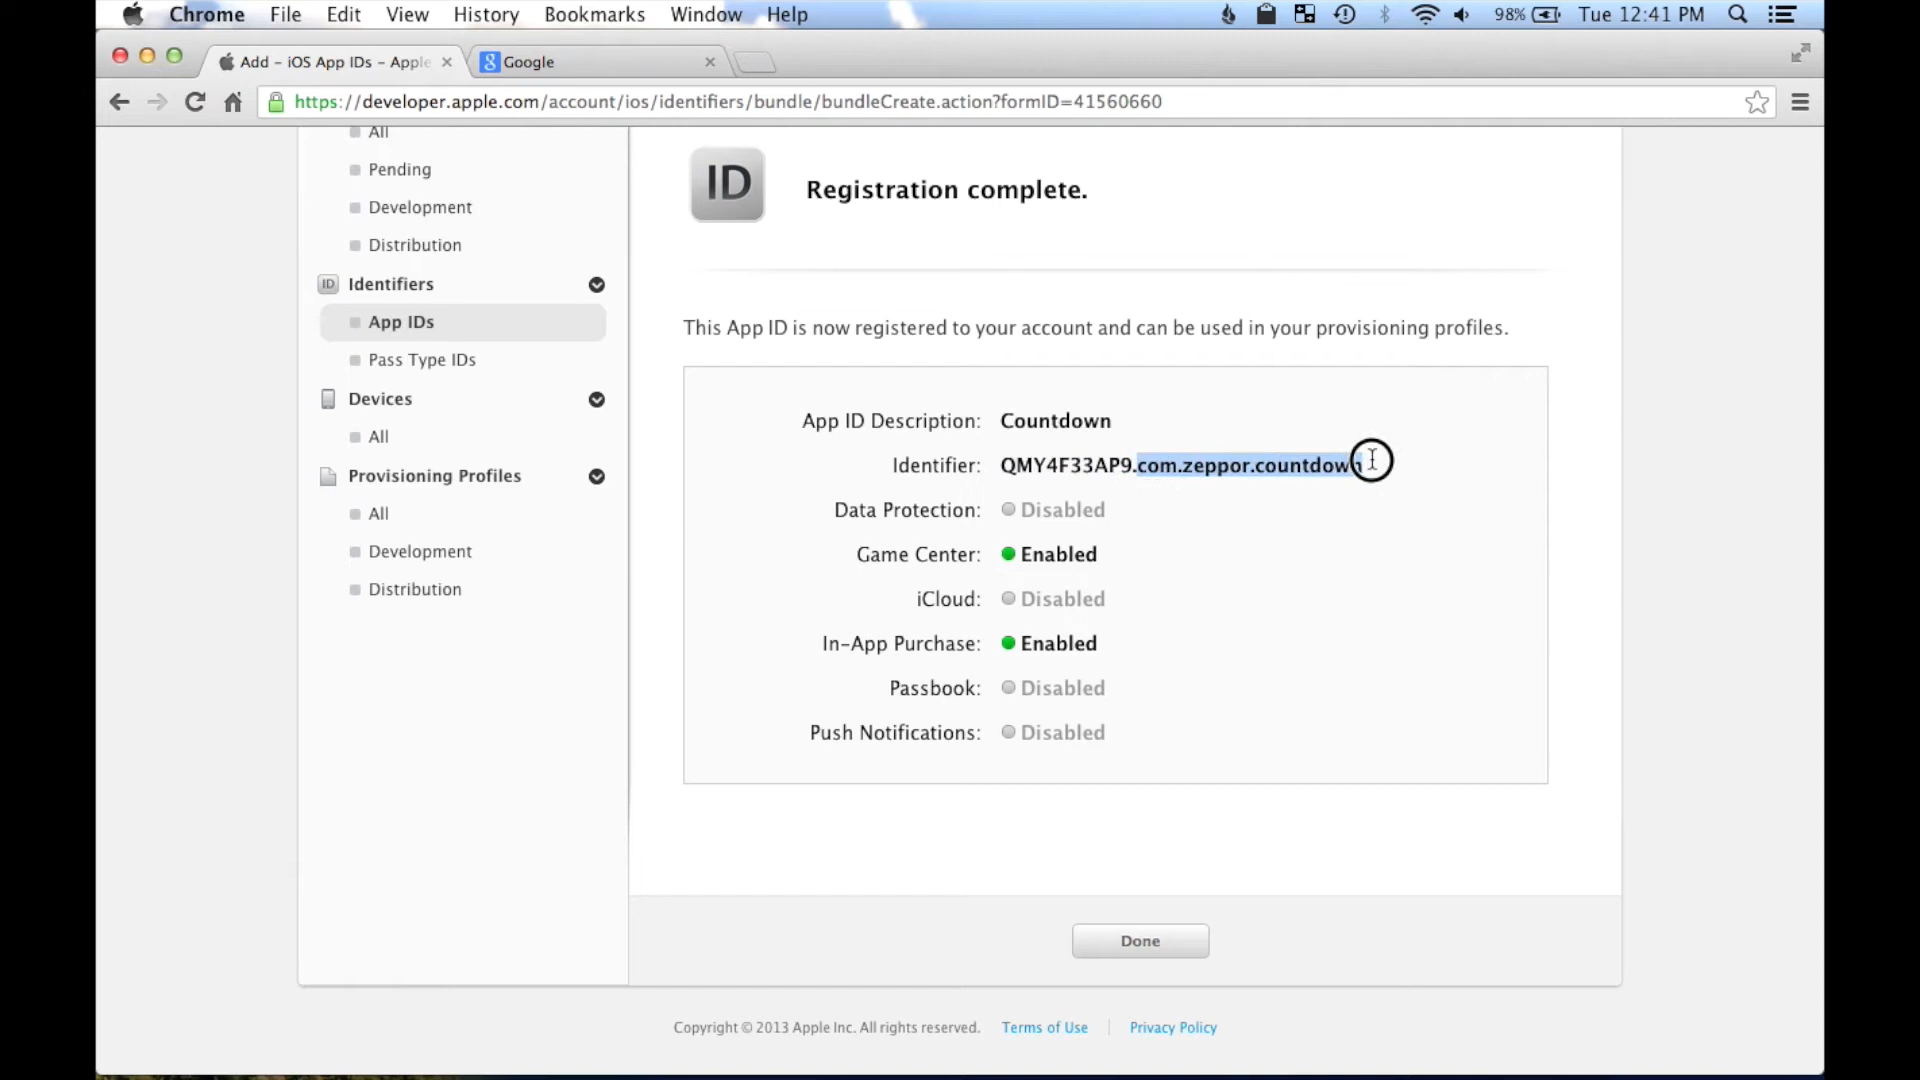 Chrome File Edit View History Bookmarks Window Help 98% Tue 12:41 PM
Add – iOS App IDs – Apple
Google
https://developer.apple.com/account/ios/identifiers/bundle/bundleCreate.action?formID=41560660
All
Pending
Development
Distribution
ID Identifiers
App IDs
Pass Type IDs
Devices
All
Provisioning Profiles
All
Development
Distribution
ID
Registration complete.
This App ID is now registered to your account and can be used in your provisioning profiles.
App ID Description: Countdown
Identifier: QMY4F33AP9.com.zeppor.countdown
Data Protection: Disabled
Game Center: Enabled
iCloud: Disabled
In-App Purchase: Enabled
Passbook: Disabled
Push Notifications: Disabled
Done
Copyright © 2013 Apple Inc. All rights reserved. Terms of Use | Privacy Policy